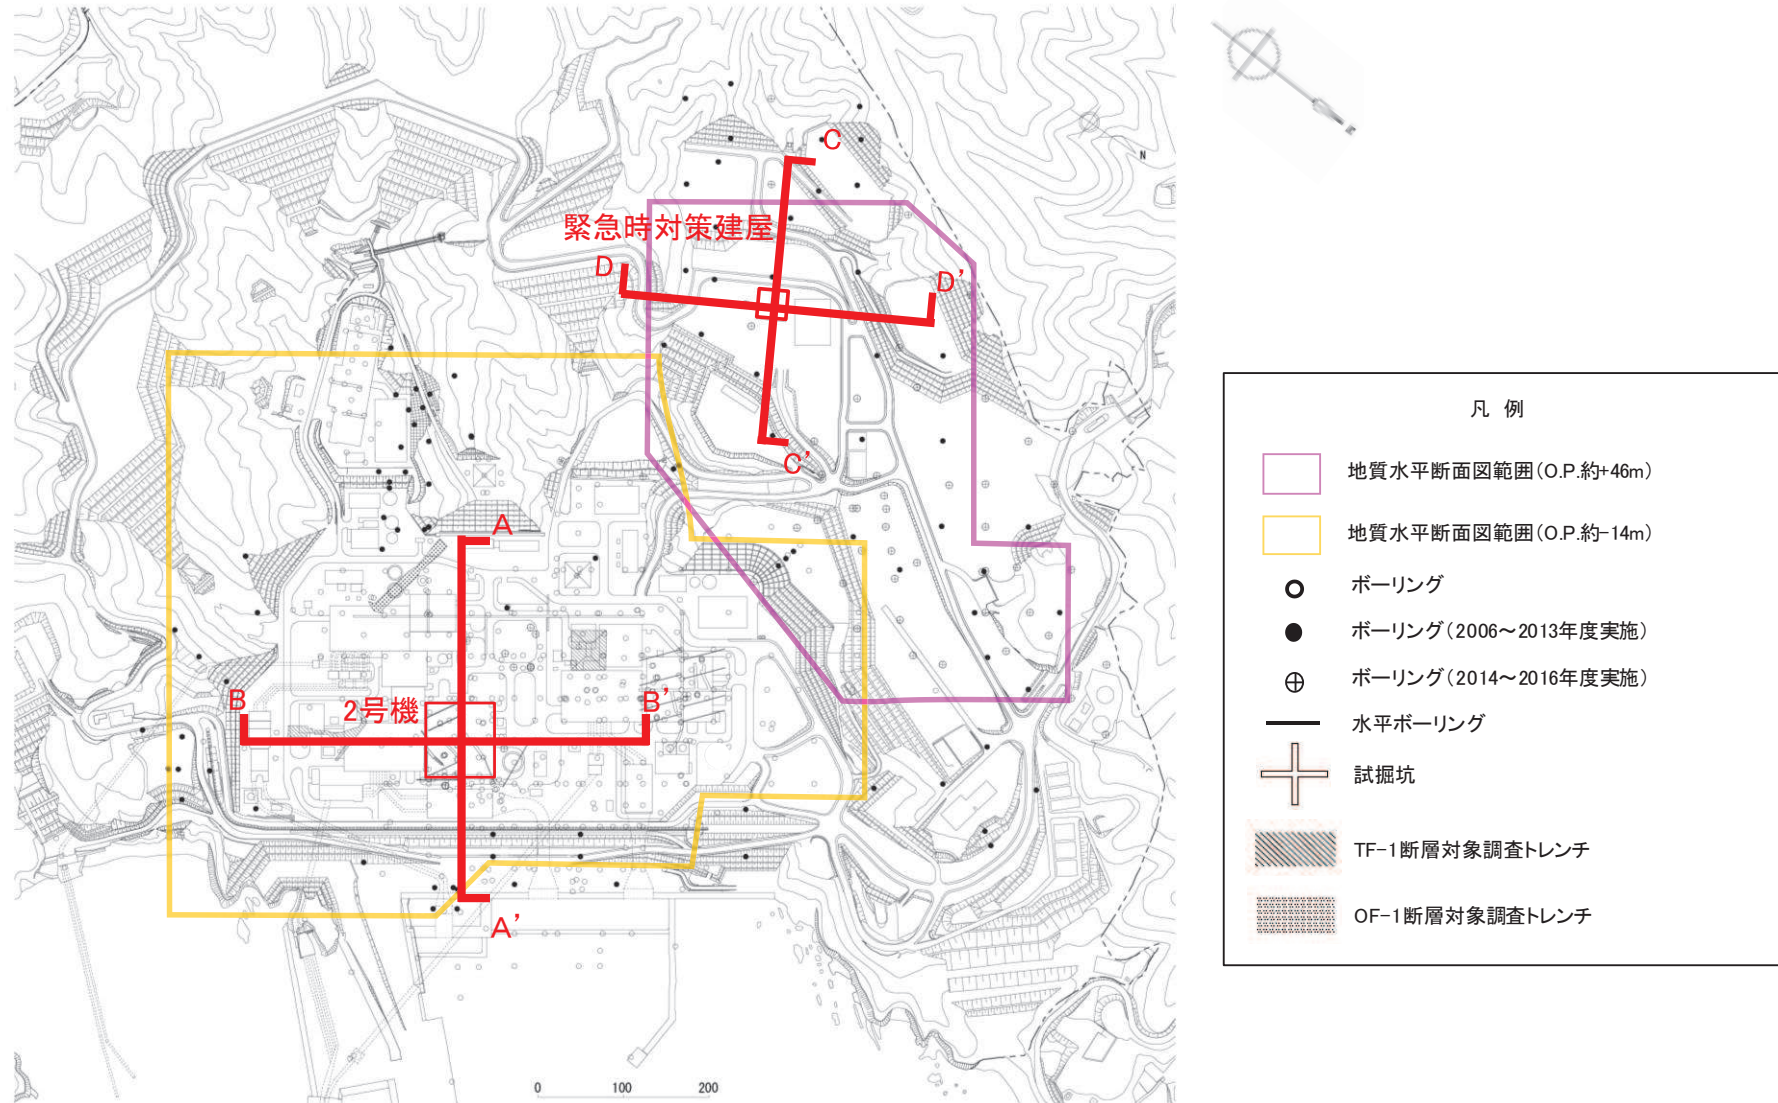 N
C
緊急時対策建屋
D
D'
C'
A
B
2号機
B'
A'
0 100 200
凡 例
地質水平断面図範囲(O.P.約+46m)
地質水平断面図範囲(O.P.約-14m)
ボーリング
ボーリング(2006~2013年度実施)
ボーリング(2014~2016年度実施)
水平ボーリング
試掘坑
TF-1断層対象調査トレンチ
OF-1断層対象調査トレンチ